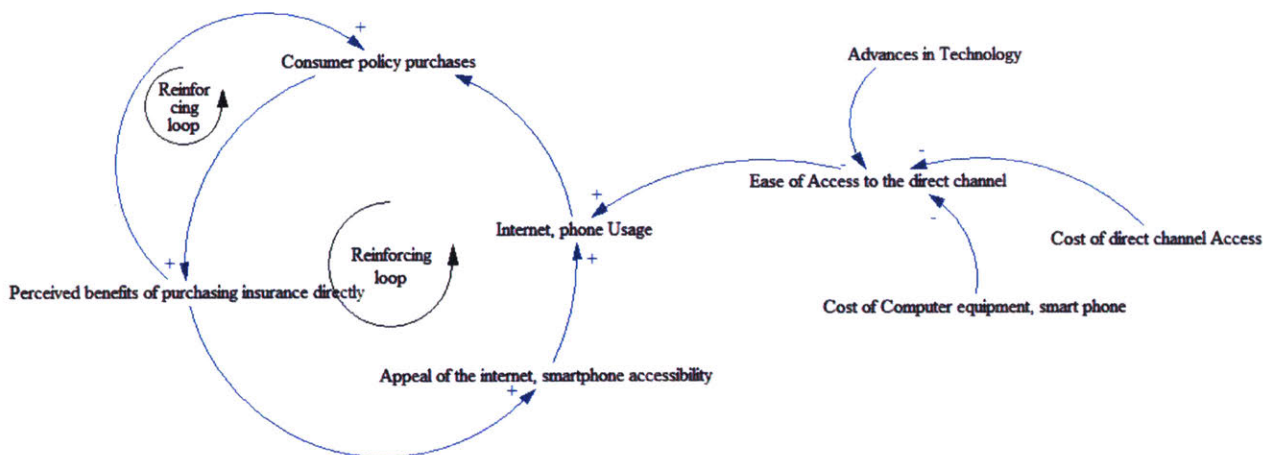 +
Consumer policy purchases
Advances in Technology
Reinfor
cing
loop
-
-
-
Ease of Access to the direct channel
+
-
Internet, phone Usage
+
Cost of direct channel Access
Reinforcing
loop
+
Perceived benefits of purchasing insurance directly
Cost of Computer equipment, smart phone
Appeal of the internet, smartphone accessibility
+